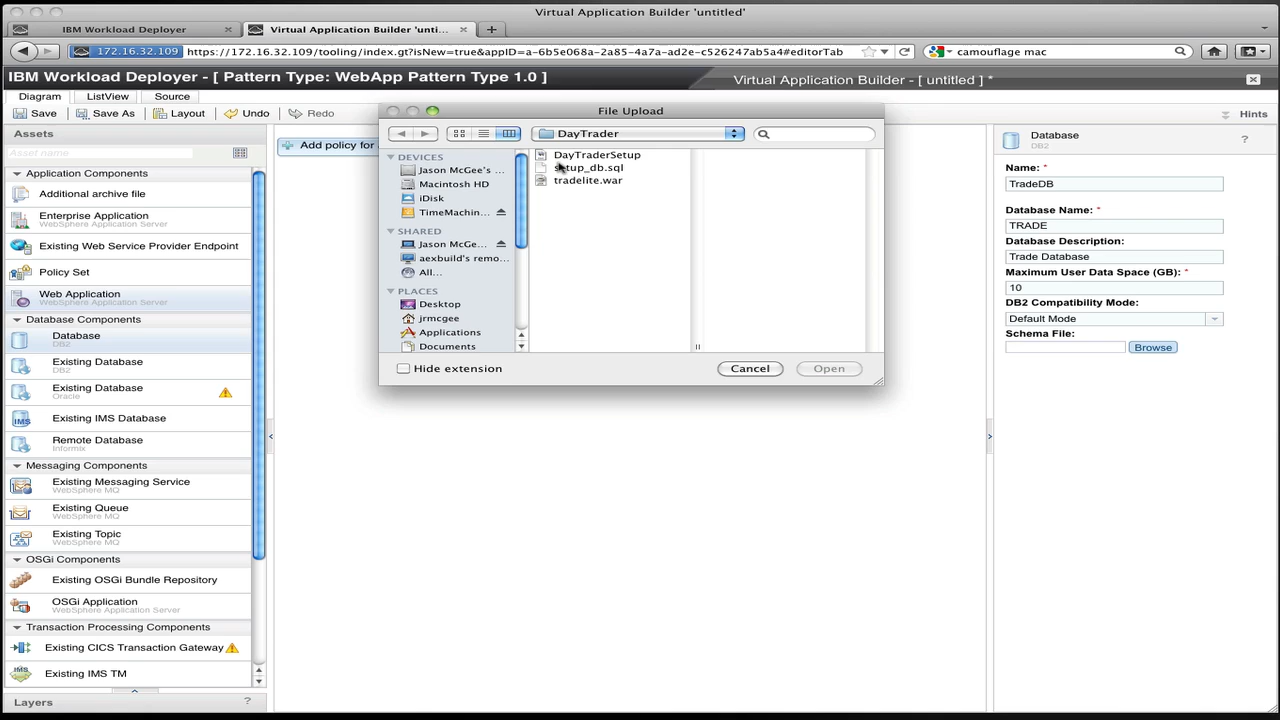 Virtual Application Builder 'untitled'
IBM Workload Deployer
Virtual Application Builder 'unti...
172.16.32.109
https://172.16.32.109/tooling/index.gt?isNew=true&appID=a-6b5e068a-2a85-4a7a-ad2e-c526247ab5a4#editorTab
camouflage mac
IBM Workload Deployer - [ Pattern Type: WebApp Pattern Type 1.0 ]
Virtual Application Builder - [ untitled ] *
Diagram
ListView
Source
Save
Save As
Layout
Undo
Redo
Hints
Assets
Asset name
Application Components
Additional archive file
Enterprise Application
WebSphere Application Server
Existing Web Service Provider Endpoint
Policy Set
Web Application
WebSphere Application Server
Database Components
Database
DB2
Existing Database
DB2
Existing Database
Oracle
Existing IMS Database
Remote Database
Informix
Messaging Components
Existing Messaging Service
WebSphere MQ
Existing Queue
WebSphere MQ
Existing Topic
WebSphere MQ
OSGi Components
Existing OSGi Bundle Repository
OSGi Application
WebSphere Application Server
Transaction Processing Components
Existing CICS Transaction Gateway
IMS
Existing IMS TM
Layers
?
Add policy for
File Upload
DayTrader
DEVICES
Jason McGee's ...
Macintosh HD
iDisk
TimeMachin...
SHARED
Jason McGe...
aexbuild's remo...
All...
PLACES
Desktop
jrmcgee
Applications
Documents
DayTraderSetup
setup_db.sql
tradelite.war
Hide extension
Cancel
Open
Database
DB2
?
Name: *
TradeDB
Database Name: *
TRADE
Database Description:
Trade Database
Maximum User Data Space (GB): *
10
DB2 Compatibility Mode:
Default Mode
Schema File:
Browse